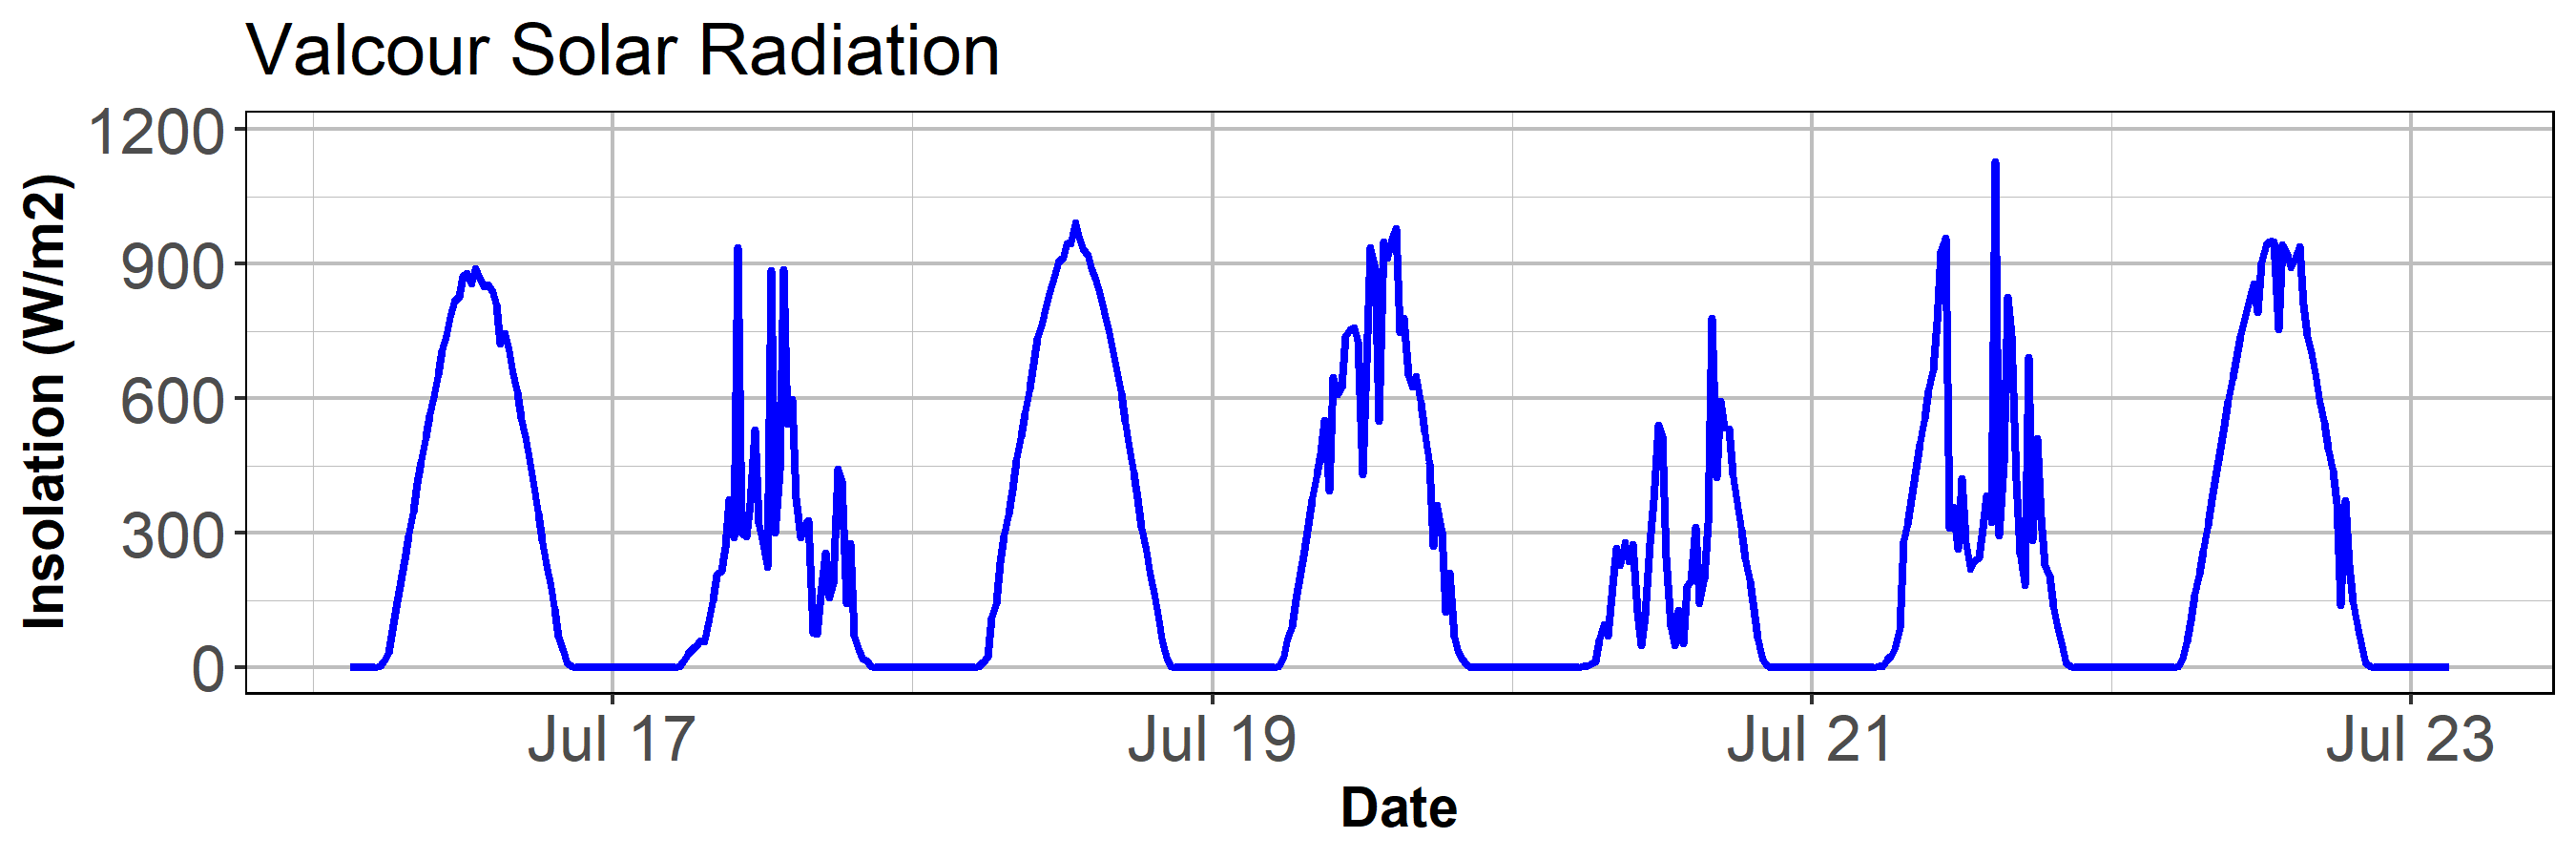 Valcour Solar Radiation
1200
900
600
300
0
Insolation (W/m2)
Jul 17
Jul 19
Jul 21
Jul 23
Date